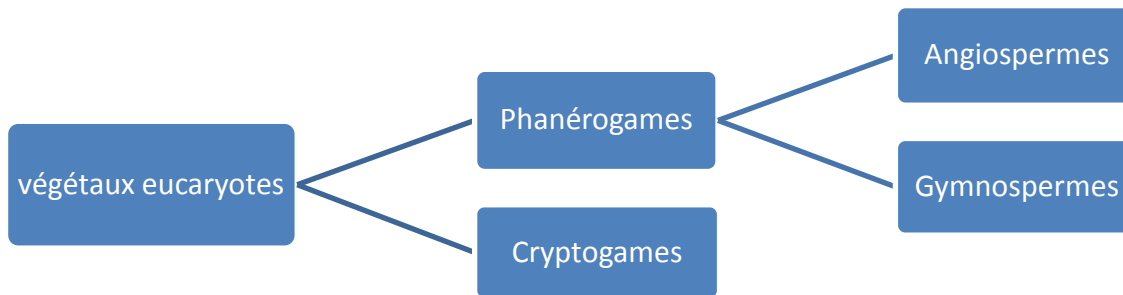 végétaux eucaryotes
Phanérogames
Cryptogames
Angiospermes
Gymnospermes